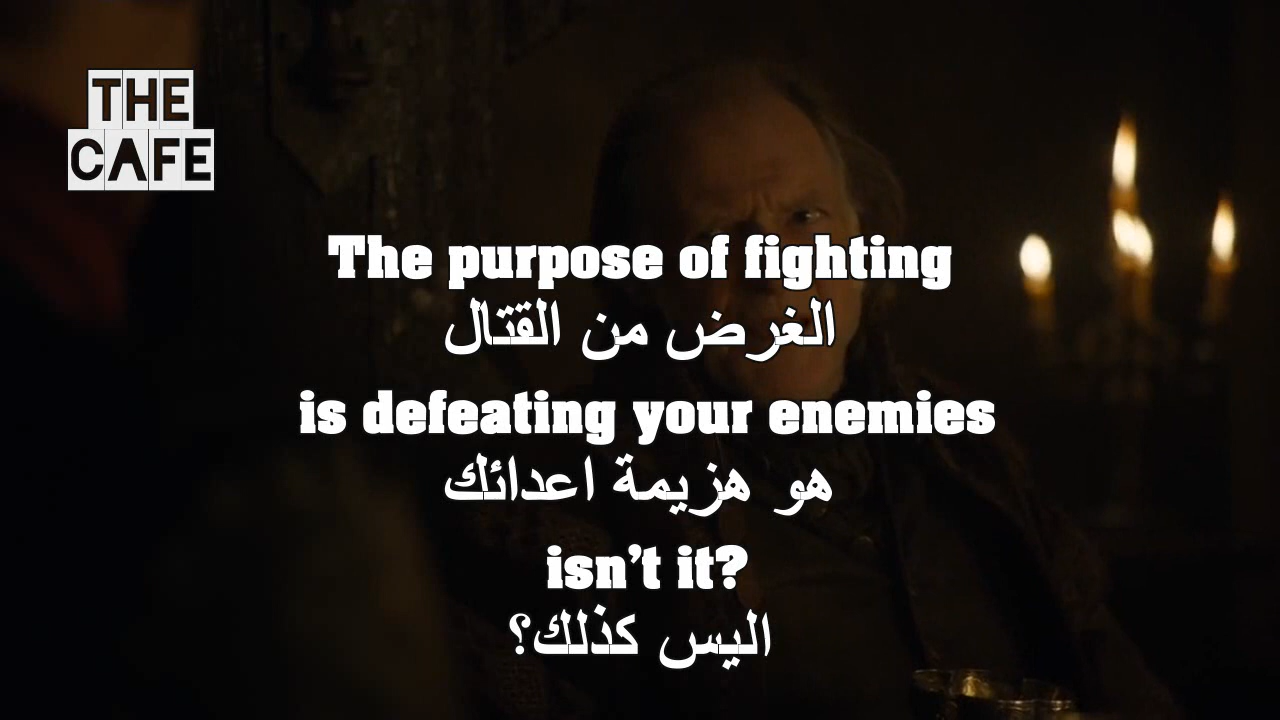 THE
CAFE
The purpose of fighting
الغرض من القتال
is defeating your enemies
هو هزيمة اعدائك
isn't it?
اليس كذلك؟